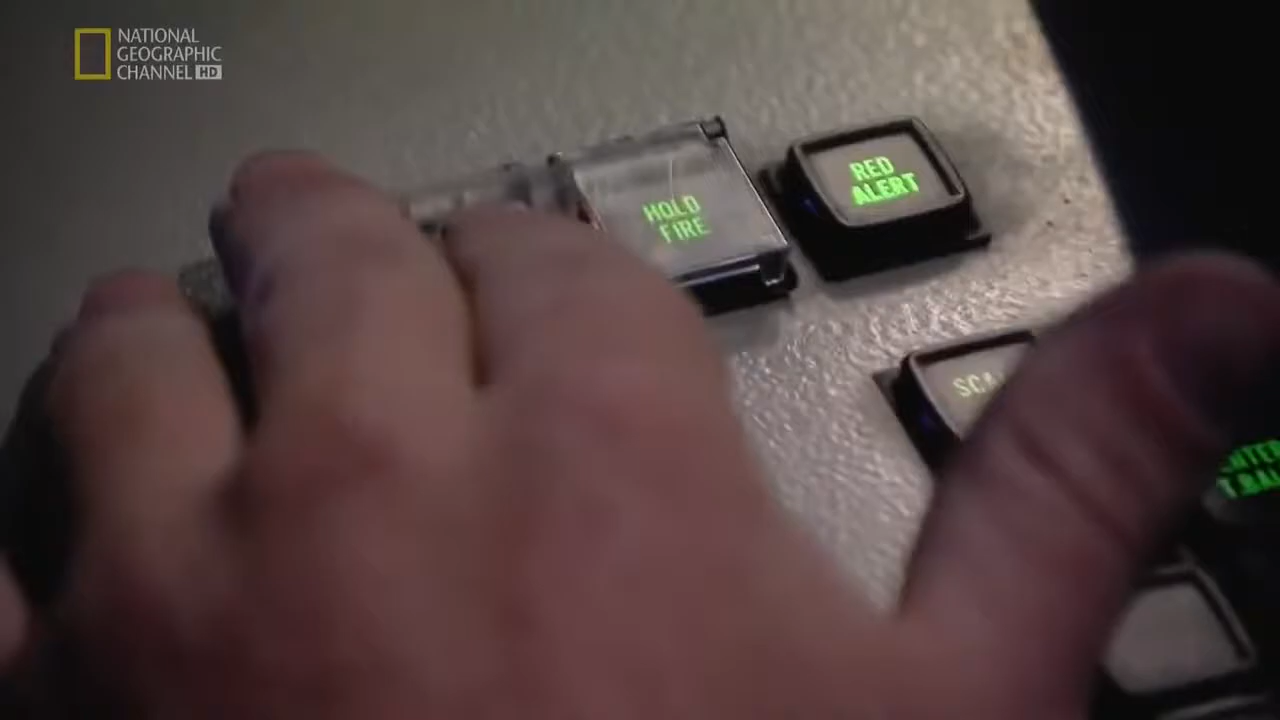 NATIONAL
GEOGRAPHIC
CHANNEL HD
HOLD
FIRE
RED
ALERT